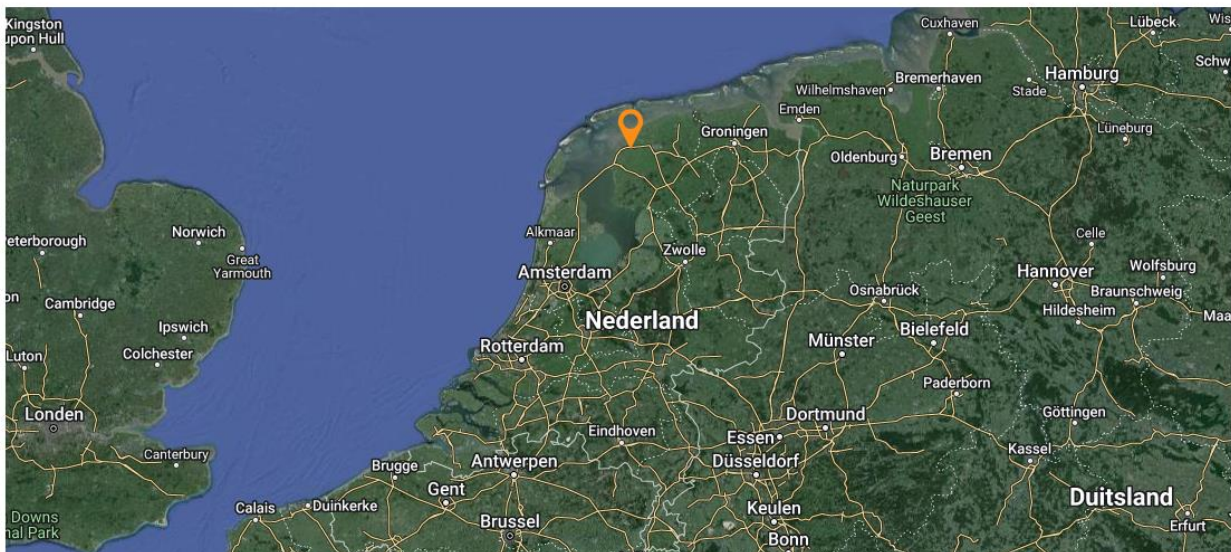 Kingston
upon Hull
Cuxhaven
Lübeck
Wis
Schw
Hamburg
Stade
Bremerhaven
Wilhelmshaven
Emden
Groningen
Lüneburg
Oldenburg
Bremen
Naturpark
Wildeshauser
Geest
Peterborough
Norwich
Great
Yarmouth
Alkmaar
Zwolle
Celle
Amsterdam
Hannover
Wolfsburg
Osnabrück
Braunschweig
on
Cambridge
Hildesheim
Maa
Nederland
Ipswich
Bielefeld
Luton
Colchester
Rotterdam
Münster
Paderborn
Londen
Dortmund
Göttingen
Eindhoven
Essen
Canterbury
Kassel
Brugge
Antwerpen
Düsseldorf
Gent
Calais
Duinkerke
Keulen
Duitsland
Downs
nal Park
Brussel
Erfurt
Bonn